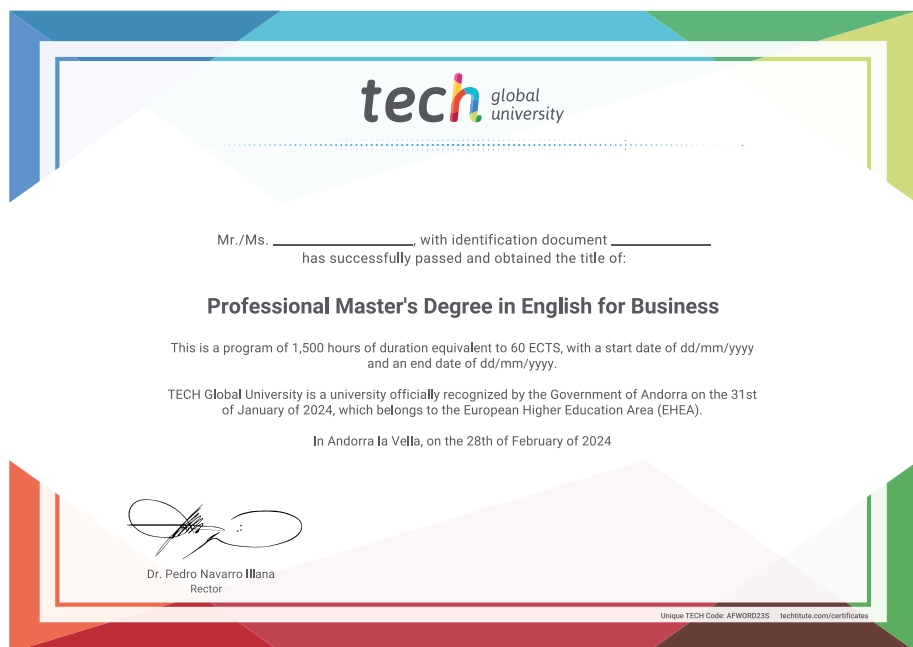 tech global university
Mr./Ms. ____________________, with identification document ______________
has successfully passed and obtained the title of:
Professional Master's Degree in English for Business
This is a program of 1,500 hours of duration equivalent to 60 ECTS, with a start date of dd/mm/yyyy
and an end date of dd/mm/yyyy.
TECH Global University is a university officially recognized by the Government of Andorra on the 31st
of January of 2024, which belongs to the European Higher Education Area (EHEA).
In Andorra la Vella, on the 28th of February of 2024
Dr. Pedro Navarro Illana
Rector
Unique TECH Code: AFWORD23S techtitute.com/certificates